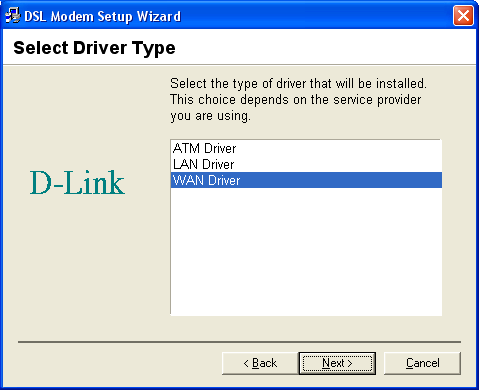 DSL Modem Setup Wizard
Select Driver Type
Select the type of driver that will be installed.
This choice depends on the service provider
you are using.
ATM Driver
LAN Driver
WAN Driver
D-Link
< Back
Next >
Cancel